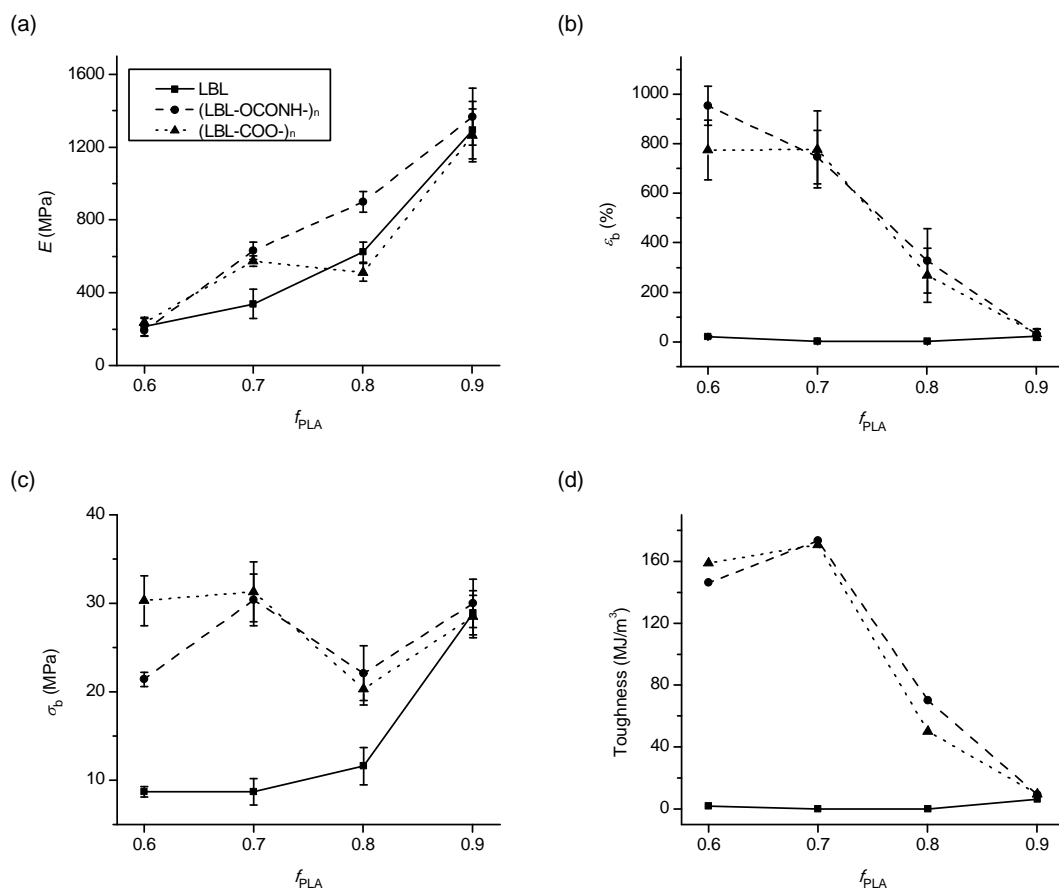 (a)
1600
1200
800
400
0
E (MPa)
LBL
(LBL-OCONH-)n
(LBL-COO-)n
0.6 0.7 0.8 0.9
fPLA
(b)
1000
800
600
400
200
0
εb (%)
0.6 0.7 0.8 0.9
fPLA
(c)
40
30
20
10
σb (MPa)
0.6 0.7 0.8 0.9
fPLA
(d)
160
120
80
40
0
Toughness (MJ/m³)
0.6 0.7 0.8 0.9
fPLA